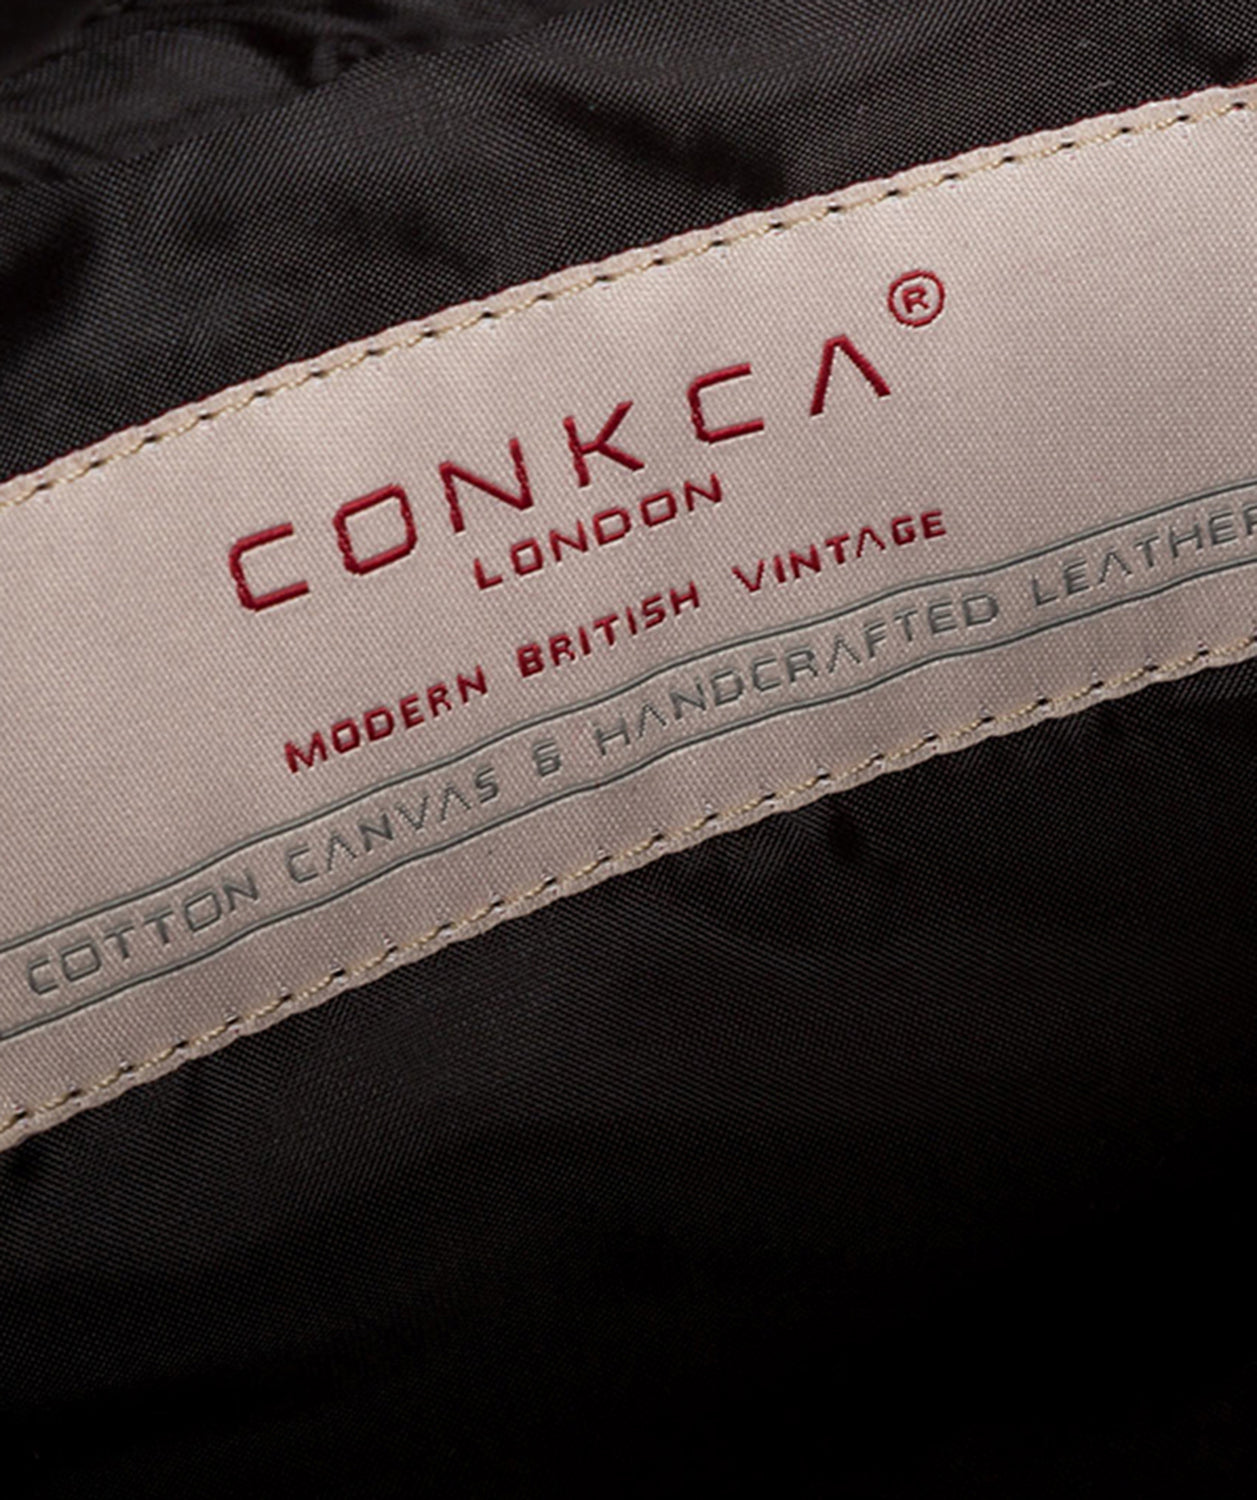 CONKCA®
LONDON
MODERN BRITISH VINTAGE
COTTON CANVAS & HANDCRAFTED LEATHER